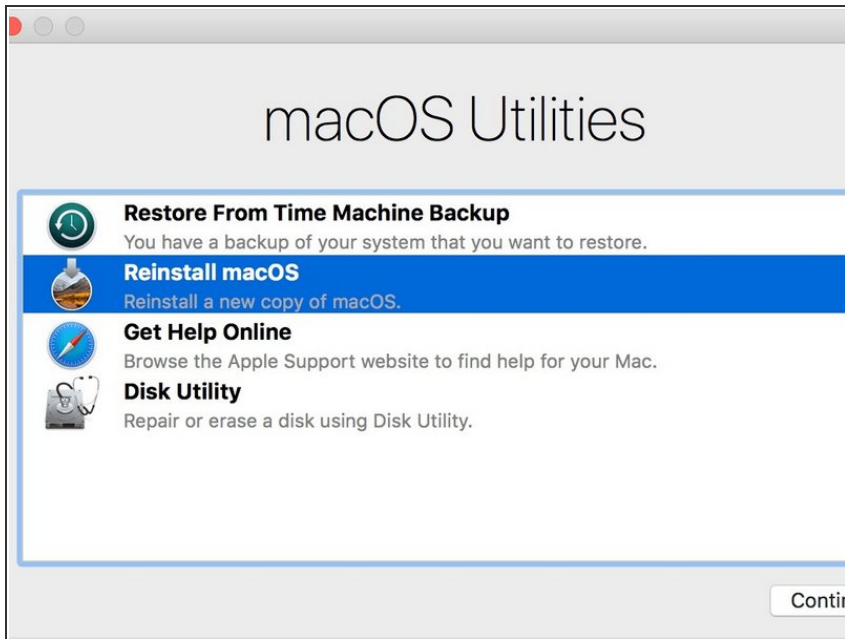 macOS Utilities
Restore From Time Machine Backup
You have a backup of your system that you want to restore.
Reinstall macOS
Reinstall a new copy of macOS.
Get Help Online
Browse the Apple Support website to find help for your Mac.
Disk Utility
Repair or erase a disk using Disk Utility.